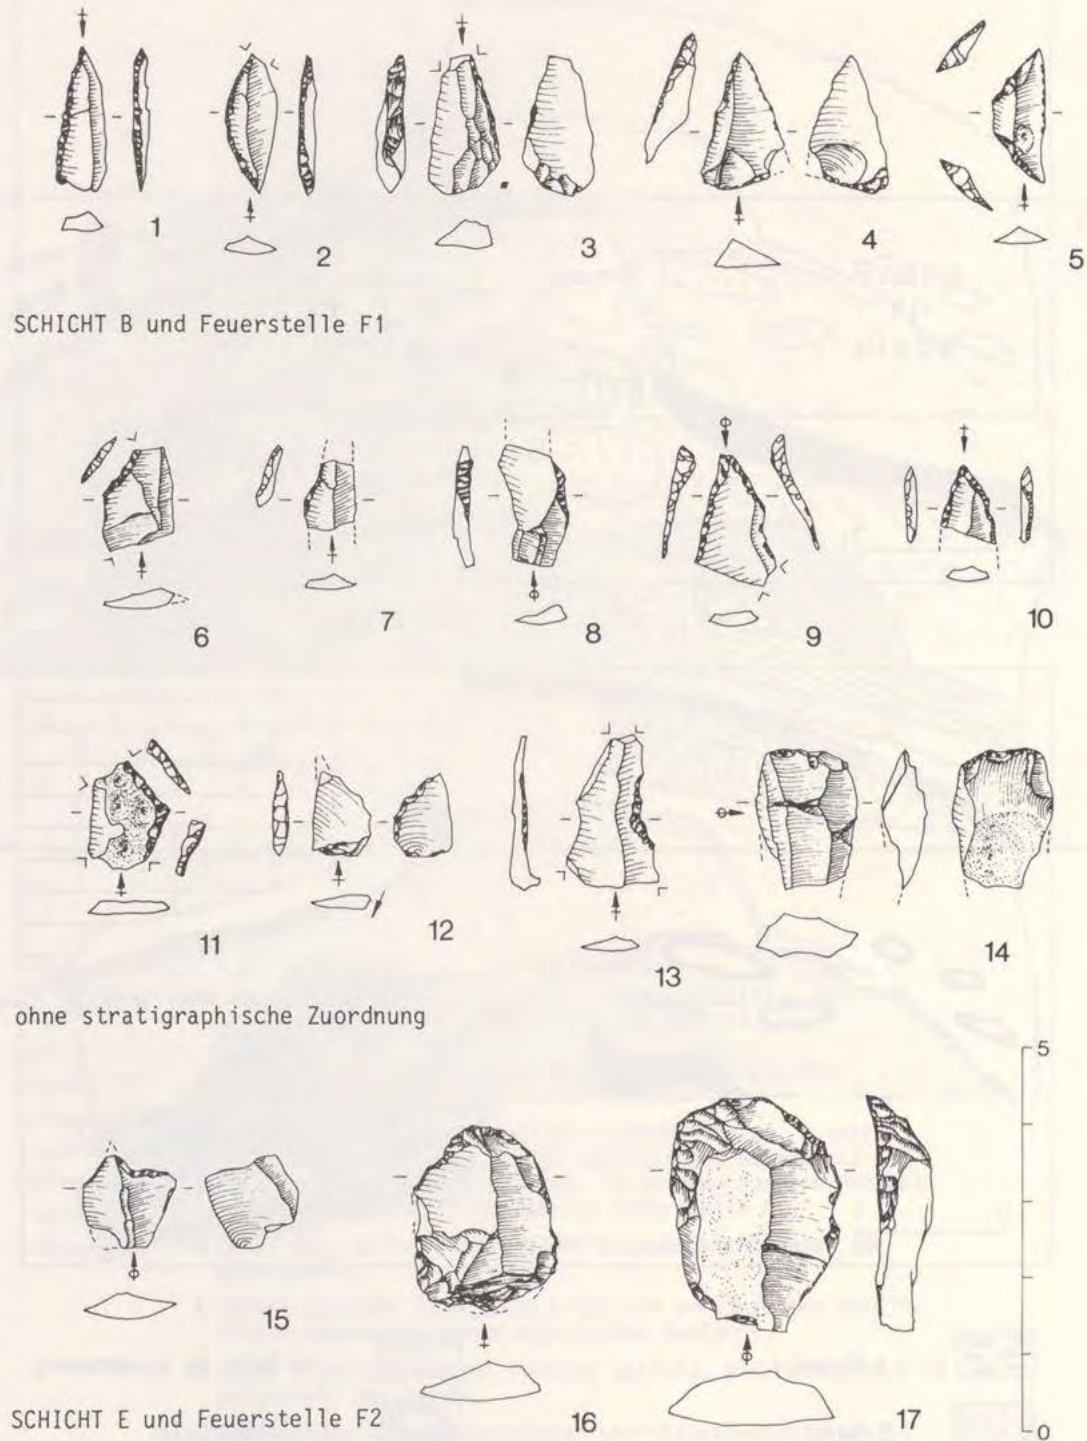 1 2 3 4 5
SCHICHT B und Feuerstelle F1
6 7 8 9 10
11 12 13 14
ohne stratigraphische Zuordnung
5
15 16 17
SCHICHT E und Feuerstelle F2
0